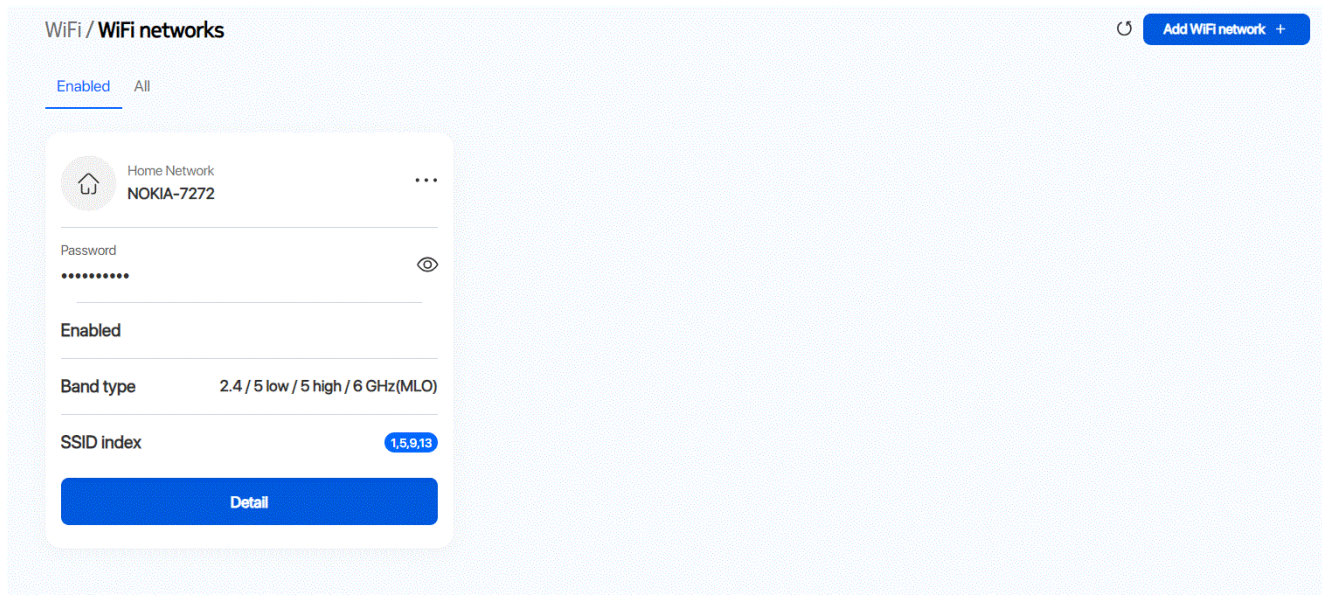 WiFi / WiFi networks
Add WiFi network +
Enabled All
Home Network
NOKIA-7272
Password
••••••••••
Enabled
Band type 2.4 / 5 low / 5 high / 6 GHz(MLO)
SSID index 1,5,9,13
Detail